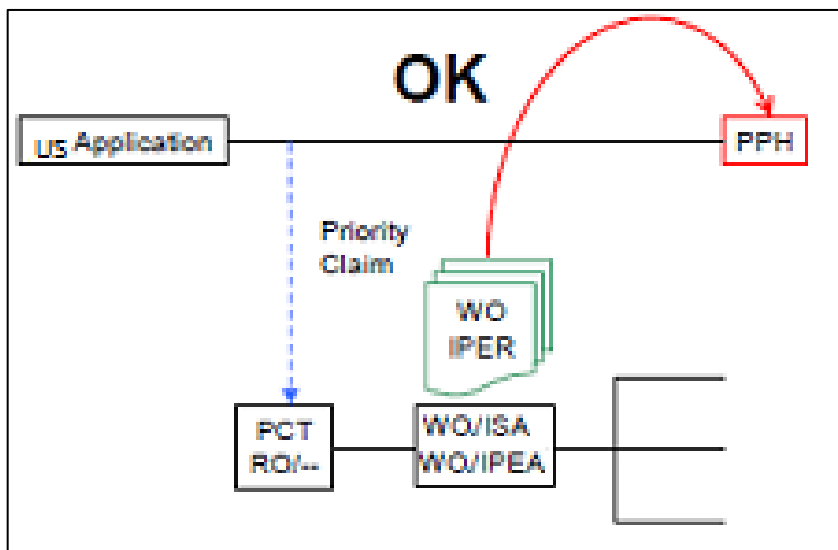 OK
US Application
PPH
Priority
Claim
WO
IPER
PCT
RO/--
WO/ISA
WO/IPEA